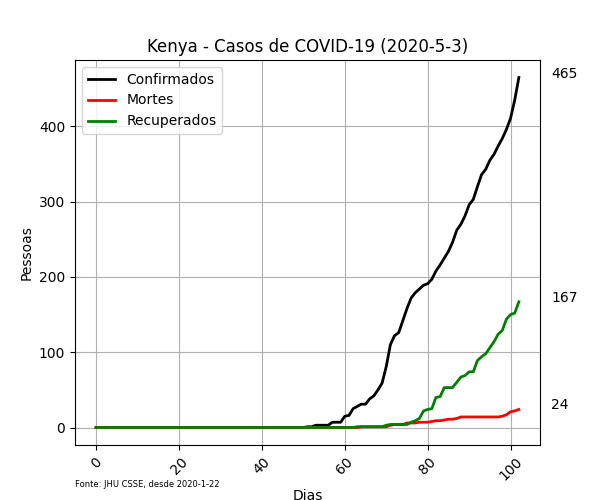 Kenya - Casos de COVID-19 (2020-5-3)
Confirmados
Mortes
Recuperados
465
167
24
Pessoas
400
300
200
100
0
0 20 40 60 80 100
Fonte: JHU CSSE, desde 2020-1-22
Dias